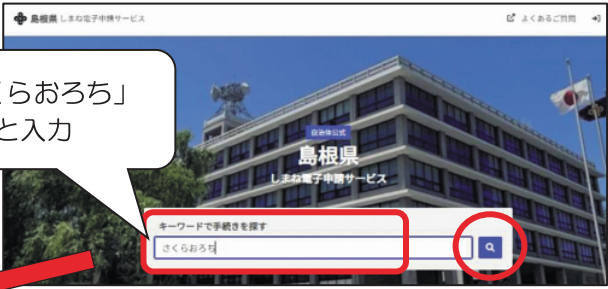 島根県 しまね電子申請サービス
よくあるご質問
くらおろち」
と入力
自治体公式
島根県
しまね電子申請サービス
キーワードで手続きを探す
さくらおろち